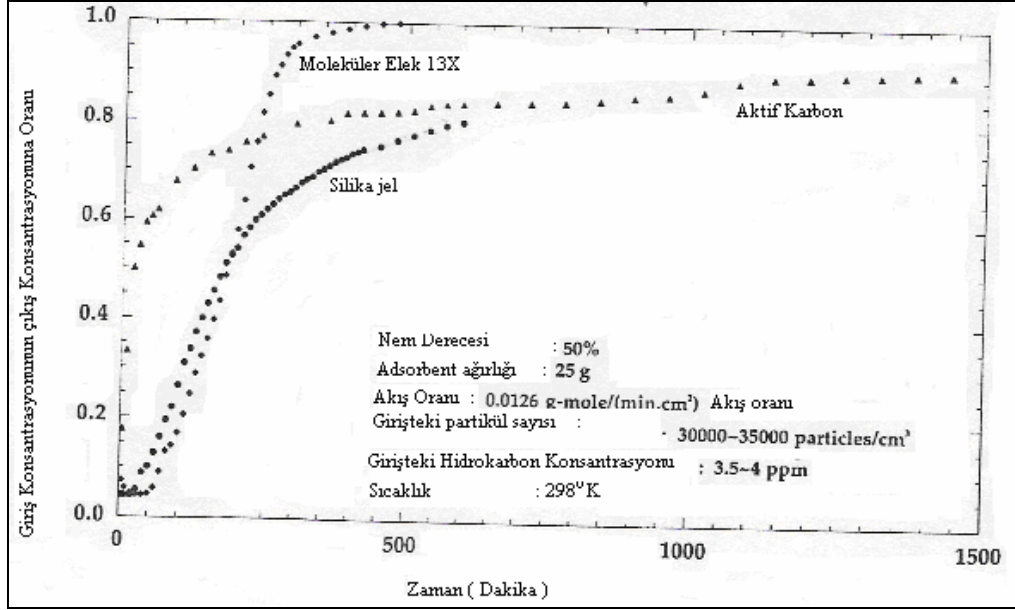 1.0
0.8
0.6
0.4
0.2
0.0
Giriş Konsantrasyonunun çıkış Konsantrasyonuna Oranı
Moleküler Elek 13X
Aktif Karbon
Silika jel
Nem Derecesi : 50%
Adsorbent ağırlığı : 25 g
Akış Oranı : 0.0126 g-mole/(min.cm²) Akış oranı
Girişteki partikül sayısı :
30000~35000 particles/cm³
Girişteki Hidrokarbon Konsantrasyonu : 3.5~4 ppm
Sıcaklık : 298°K
0 500 1000 1500
Zaman ( Dakika )